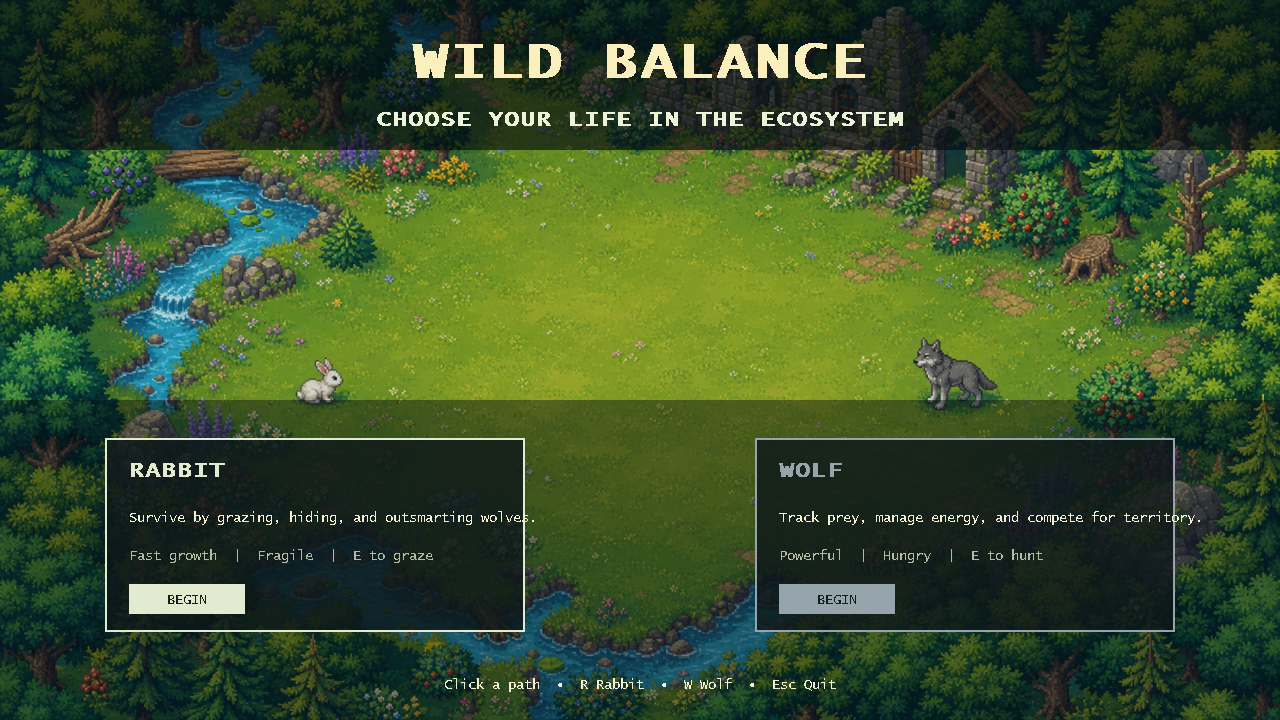 WILD BALANCE
CHOOSE YOUR LIFE IN THE ECOSYSTEM
RABBIT
Survive by grazing, hiding, and outsmarting wolves.
Fast growth | Fragile | E to graze
BEGIN
WOLF
Track prey, manage energy, and compete for territory.
Powerful | Hungry | E to hunt
BEGIN
Click a path • R Rabbit • W Wolf • Esc Quit